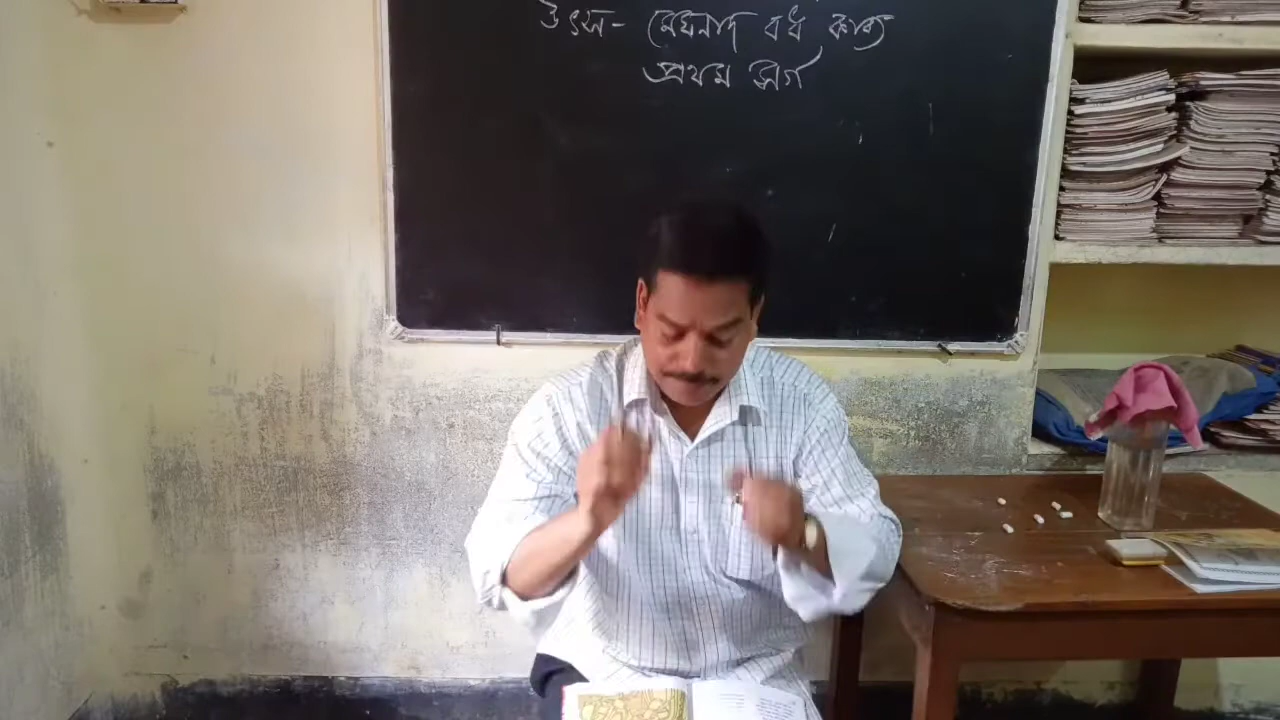 উৎস- মেঘনাদ বধ কাব্য
প্রথম সর্গ